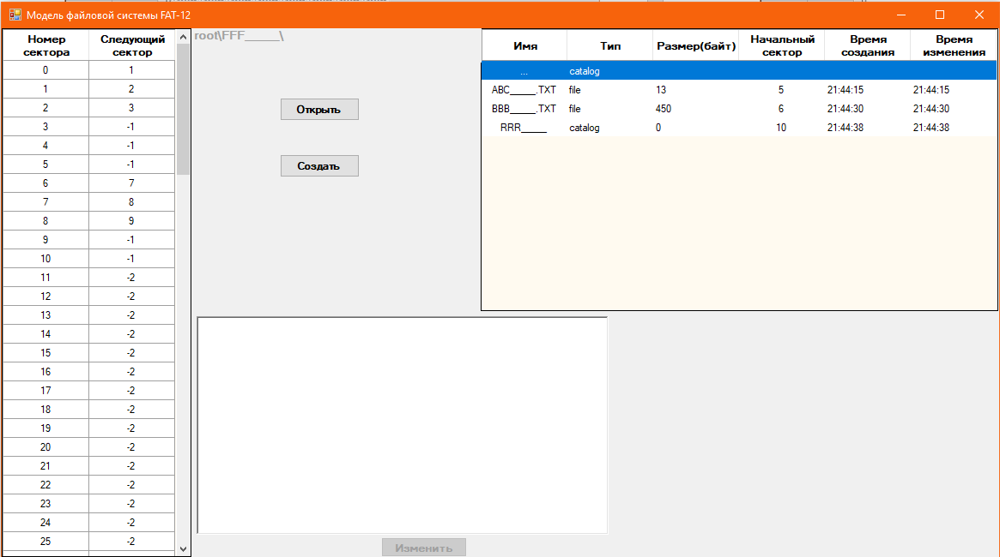 Модель файловой системы FAT-12
Номер сектора Следующий сектор
0 1
1 2
2 3
3 -1
4 -1
5 -1
6 7
7 8
8 9
9 -1
10 -1
11 -2
12 -2
13 -2
14 -2
15 -2
16 -2
17 -2
18 -2
19 -2
20 -2
21 -2
22 -2
23 -2
24 -2
25 -2
root\FFF_____\
Открыть
Создать
Имя Тип Размер(байт) Начальный сектор Время создания Время изменения
... catalog
ABC_____.TXT file 13 5 21:44:15 21:44:15
BBB_____.TXT file 450 6 21:44:30 21:44:30
RRR_____ catalog 0 10 21:44:38 21:44:38
Изменить